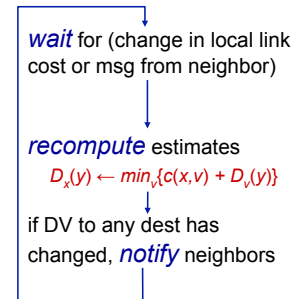 wait for (change in local link
cost or msg from neighbor)
recompute estimates
Dx(y) ← minv{c(x,v) + Dv(y)}
if DV to any dest has
changed, notify neighbors